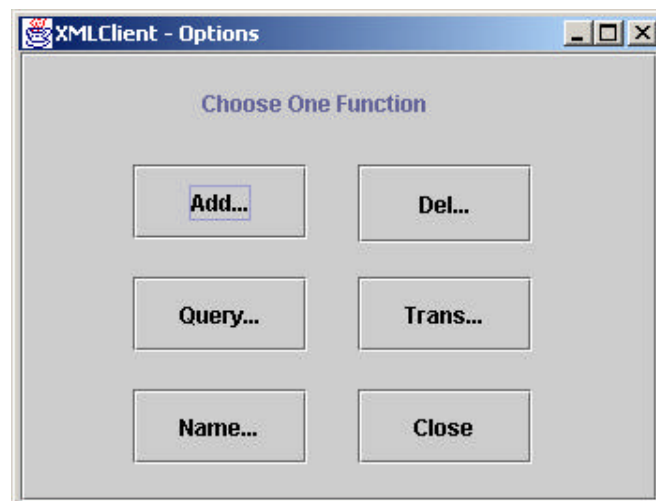 XMLClient - Options
Choose One Function
Add... Del...
Query... Trans...
Name... Close